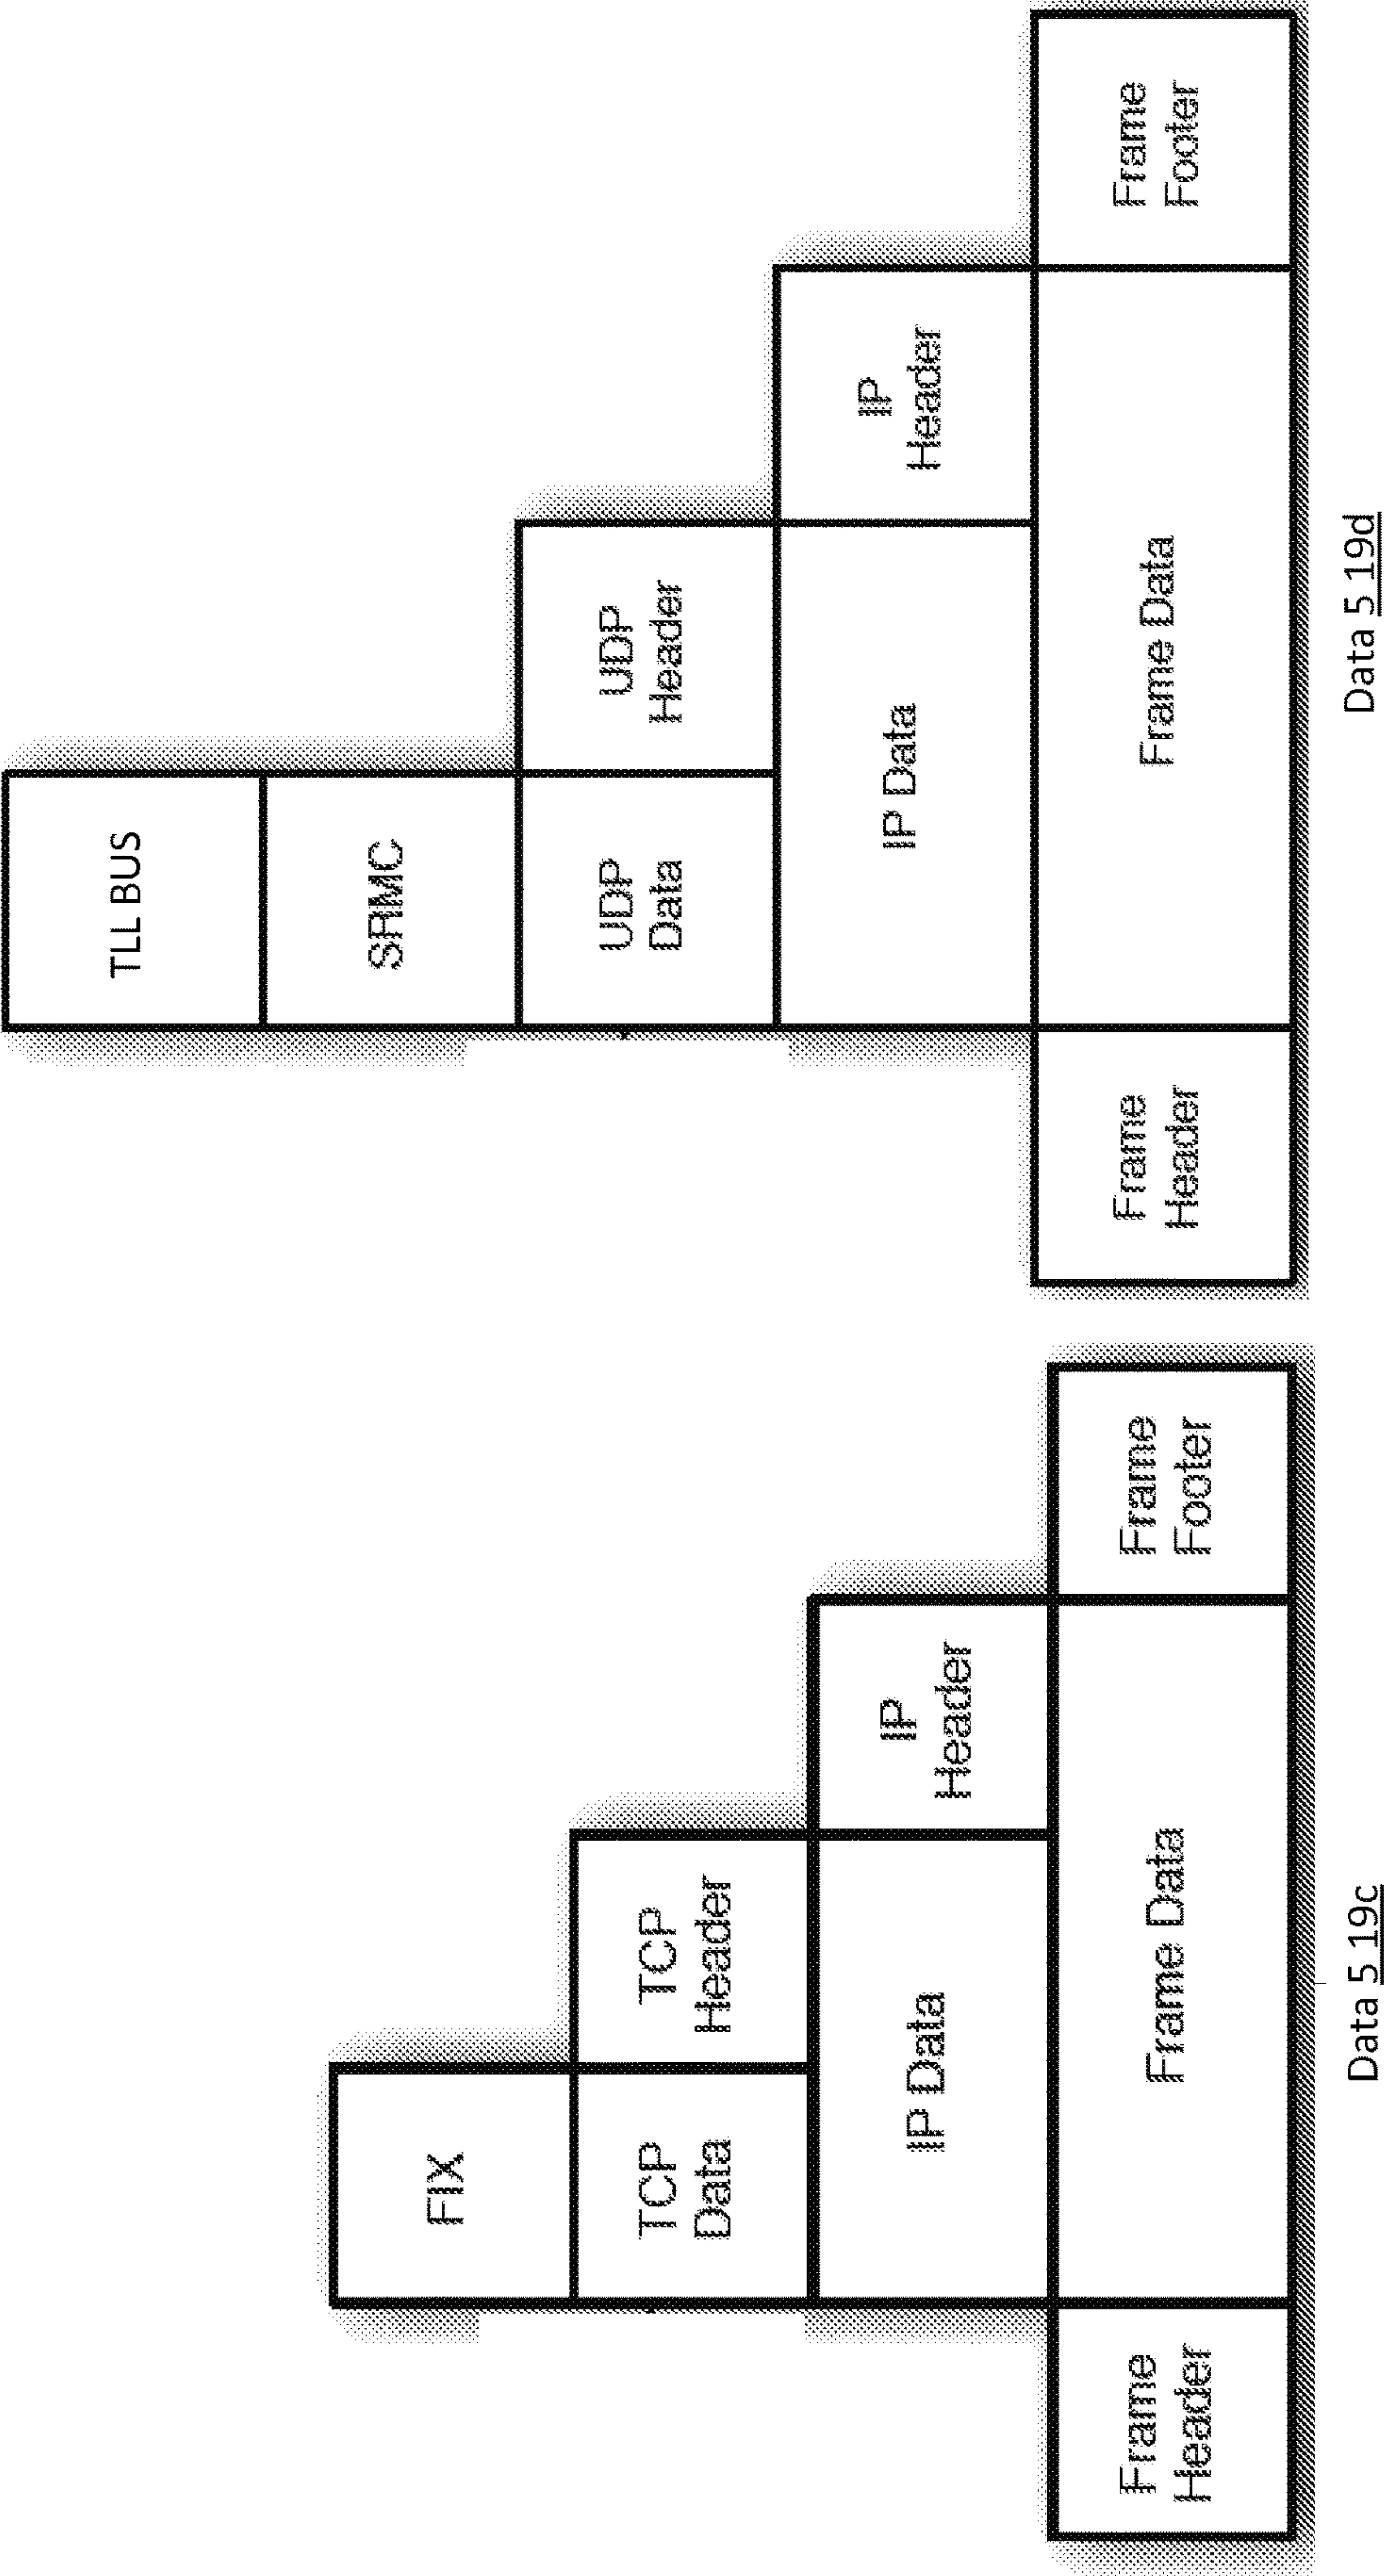 FIX
TCP
Data
TCP
Header
IP Data
IP
Header
Frame
Header
Frame Data
Frame
Footer
Data 5 19c
TLL BUS
SRMC
UDP
Data
UDP
Header
IP Data
IP
Header
Frame
Header
Frame Data
Frame
Footer
Data 5 19d